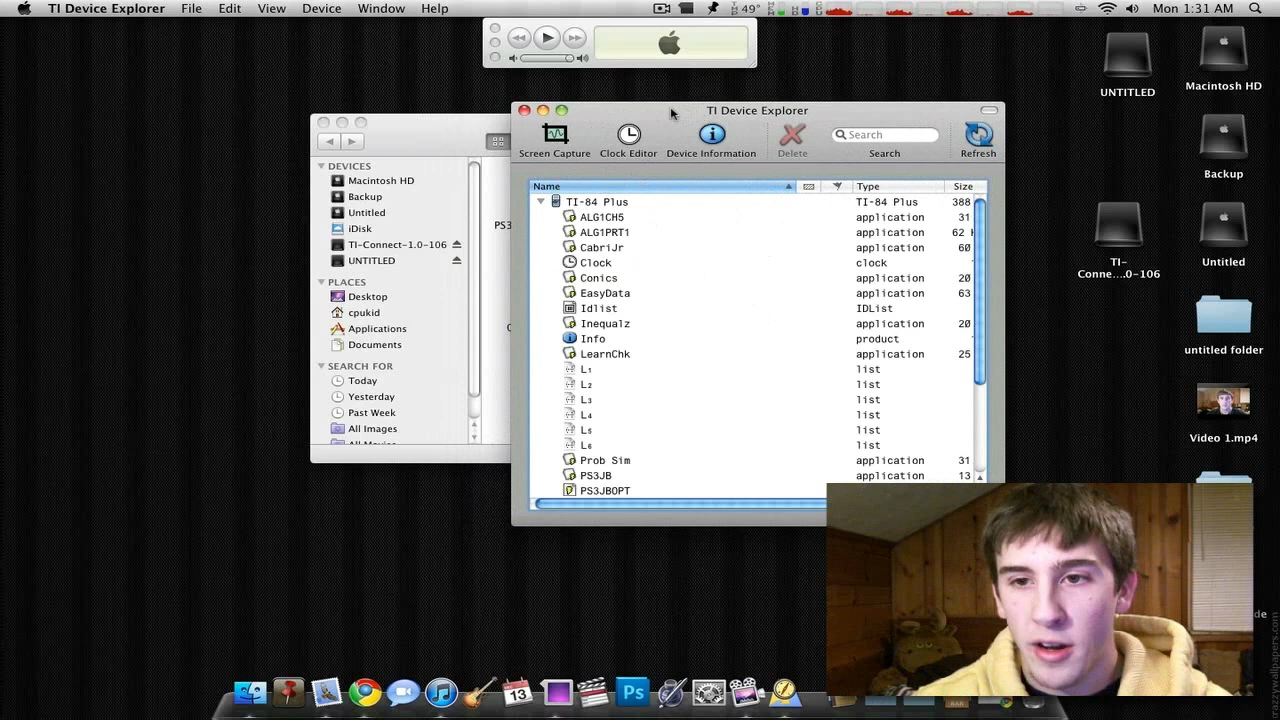 TI Device Explorer File Edit View Device Window Help 49° Mon 1:31 AM
TI Device Explorer
Screen Capture Clock Editor Device Information Delete Search Search Refresh
Name Type Size
TI-84 Plus TI-84 Plus 388
ALG1CH5 application 31
ALG1PRT1 application 62
CabriJr application 60
Clock clock
Conics application 20
EasyData application 63
Idlist IDList
Inequalz application 20
Info product
LearnChk application 25
L1 list
L2 list
L3 list
L4 list
L5 list
L6 list
Prob Sim application 31
PS3JB application 13
PS3JBOPT
DEVICES
Macintosh HD
Backup
Untitled
iDisk
TI-Connect-1.0-106
UNTITLED
PLACES
Desktop
cpukid
Applications
Documents
SEARCH FOR
Today
Yesterday
Past Week
All Images
PS3
UNTITLED
Macintosh HD
Backup
TI-
Conne....0-106
Untitled
untitled folder
Video 1.mp4
13
Ps